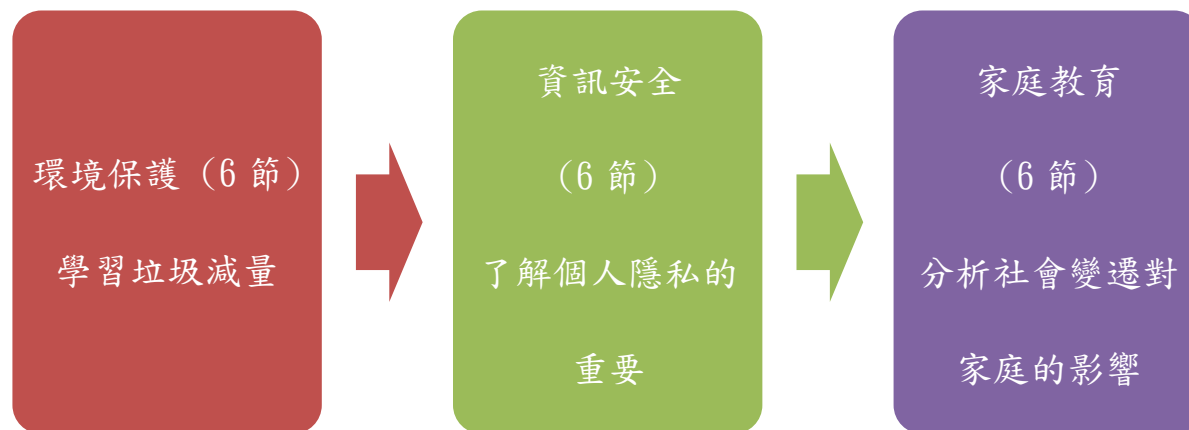 環境保護（6 節）
學習垃圾減量
資訊安全
（6 節）
了解個人隱私的
重要
家庭教育
（6 節）
分析社會變遷對
家庭的影響